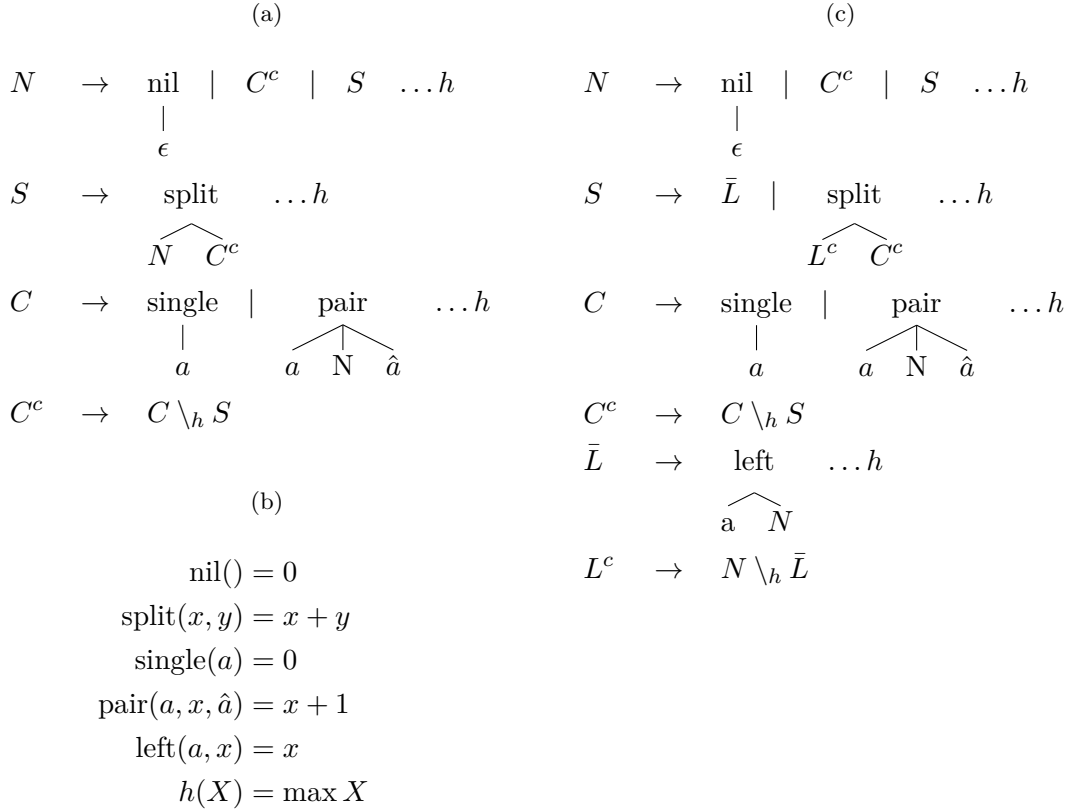 (a)
N → nil | C^c | S … h
ϵ
S → split … h
N C^c
C → single | pair … h
a a N â
C^c → C \_h S
(b)
nil() = 0
split(x, y) = x + y
single(a) = 0
pair(a, x, â) = x + 1
left(a, x) = x
h(X) = max X
(c)
N → nil | C^c | S … h
ϵ
S → L̄ | split … h
L^c C^c
C → single | pair … h
a a N â
C^c → C \_h S
L̄ → left … h
a N
L^c → N \_h L̄